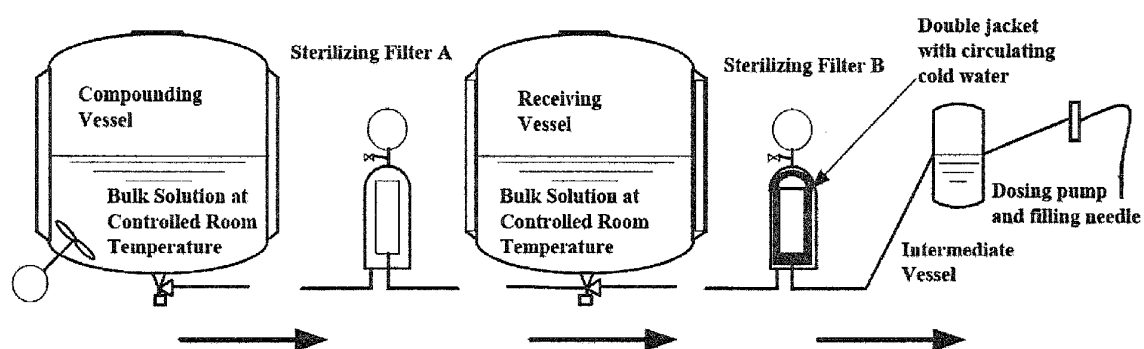 Compounding
Vessel
Bulk Solution at
Controlled Room
Temperature
Sterilizing Filter A
Receiving
Vessel
Bulk Solution at
Controlled Room
Temperature
Sterilizing Filter B
Double jacket
with circulating
cold water
Dosing pump
and filling needle
Intermediate
Vessel